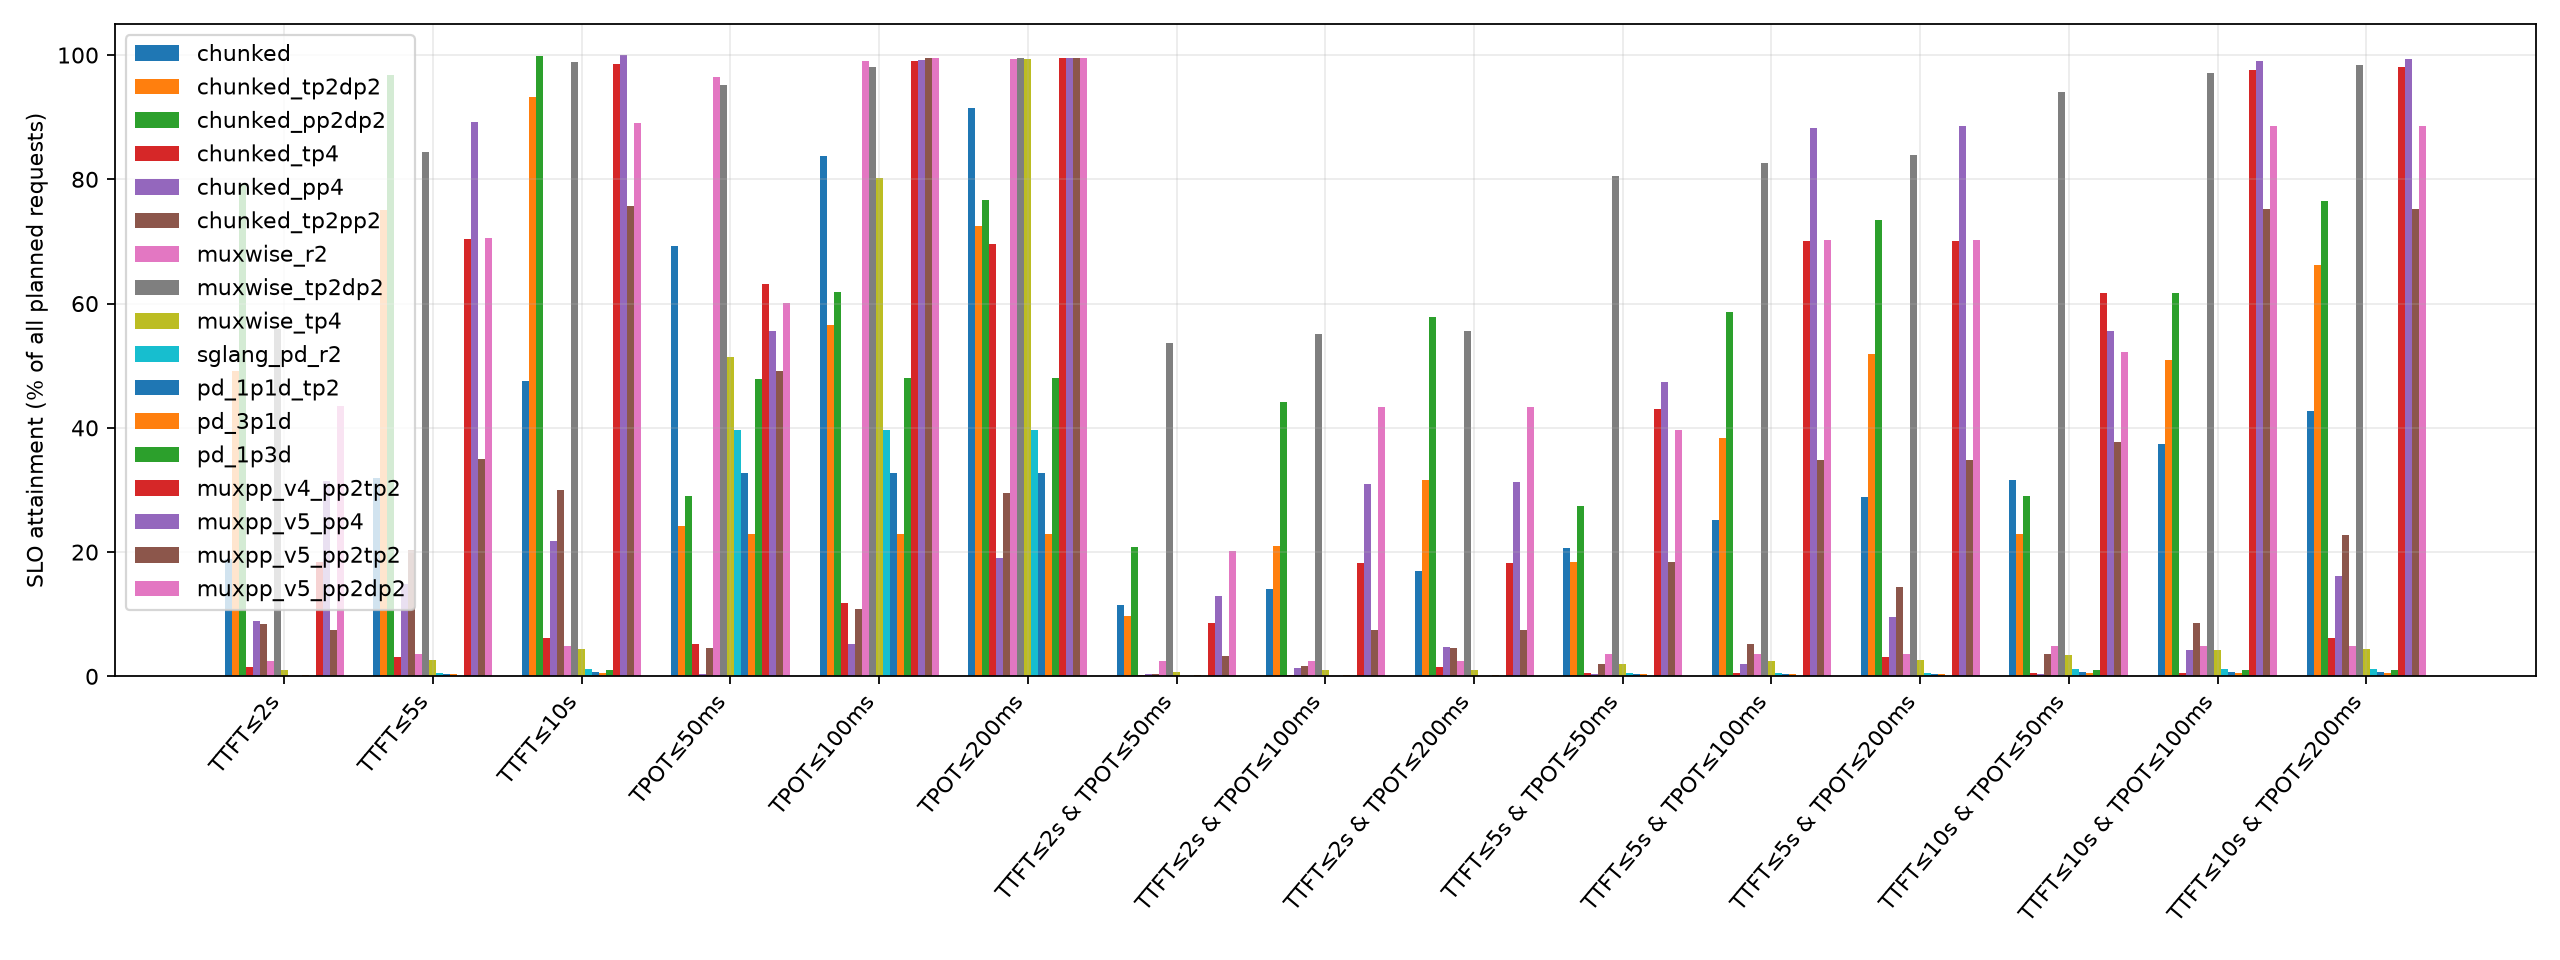 SLO attainment (% of all planned requests)
100
80
60
40
20
0
chunked
chunked_tp2dp2
chunked_pp2dp2
chunked_tp4
chunked_pp4
chunked_tp2pp2
muxwise_r2
muxwise_tp2dp2
muxwise_tp4
sglang_pd_r2
pd_1p1d_tp2
pd_3p1d
pd_1p3d
muxpp_v4_pp2tp2
muxpp_v5_pp4
muxpp_v5_pp2tp2
muxpp_v5_pp2dp2
TTFT≤2s
TTFT≤5s
TTFT≤10s
TPOT≤50ms
TPOT≤100ms
TPOT≤200ms
TTFT≤2s & TPOT≤50ms
TTFT≤2s & TPOT≤100ms
TTFT≤2s & TPOT≤200ms
TTFT≤5s & TPOT≤50ms
TTFT≤5s & TPOT≤100ms
TTFT≤5s & TPOT≤200ms
TTFT≤10s & TPOT≤50ms
TTFT≤10s & TPOT≤100ms
TTFT≤10s & TPOT≤200ms